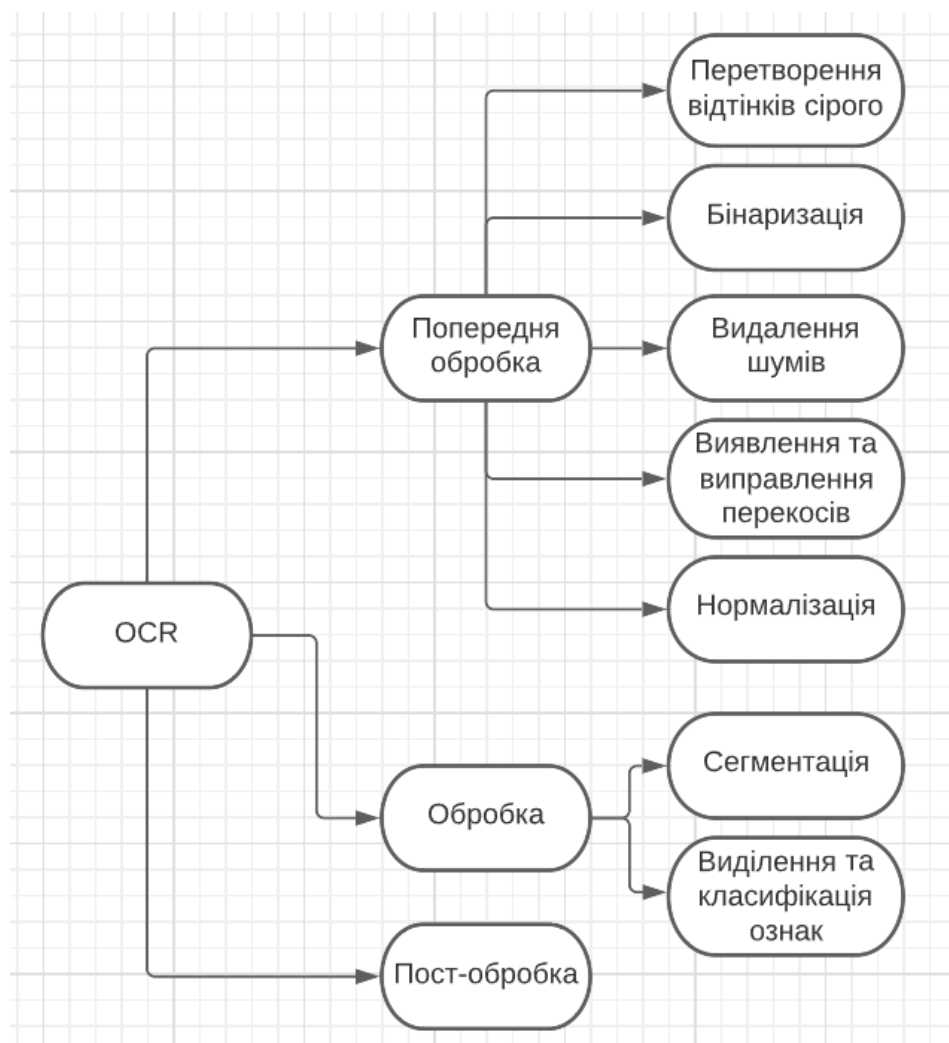 Перетворення
відтінків сірого
Бінаризація
Попередня
обробка
Видалення
шумів
Виявлення та
виправлення
перекосів
Нормалізація
OCR
Сегментація
Обробка
Виділення та
класифікація
ознак
Пост-обробка